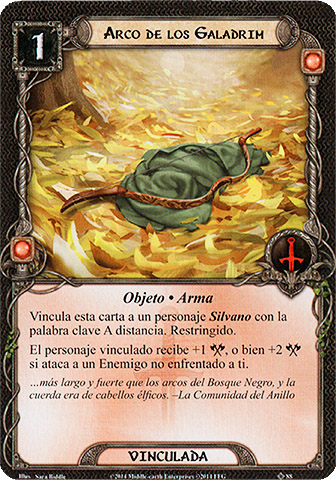 1
ARCO DE LOS GALADRIM
Objeto • Arma
Vincula esta carta a un personaje Silvano con la
palabra clave A distancia. Restringido.
El personaje vinculado recibe +1, o bien +2
si ataca a un Enemigo no enfrentado a ti.
…más largo y fuerte que los arcos del Bosque Negro, y la
cuerda era de cabellos élficos. –La Comunidad del Anillo
VINCULADA
Illus. Sara Biddle
©2014 Middle-earth Enterprises ©2014 FFG
88